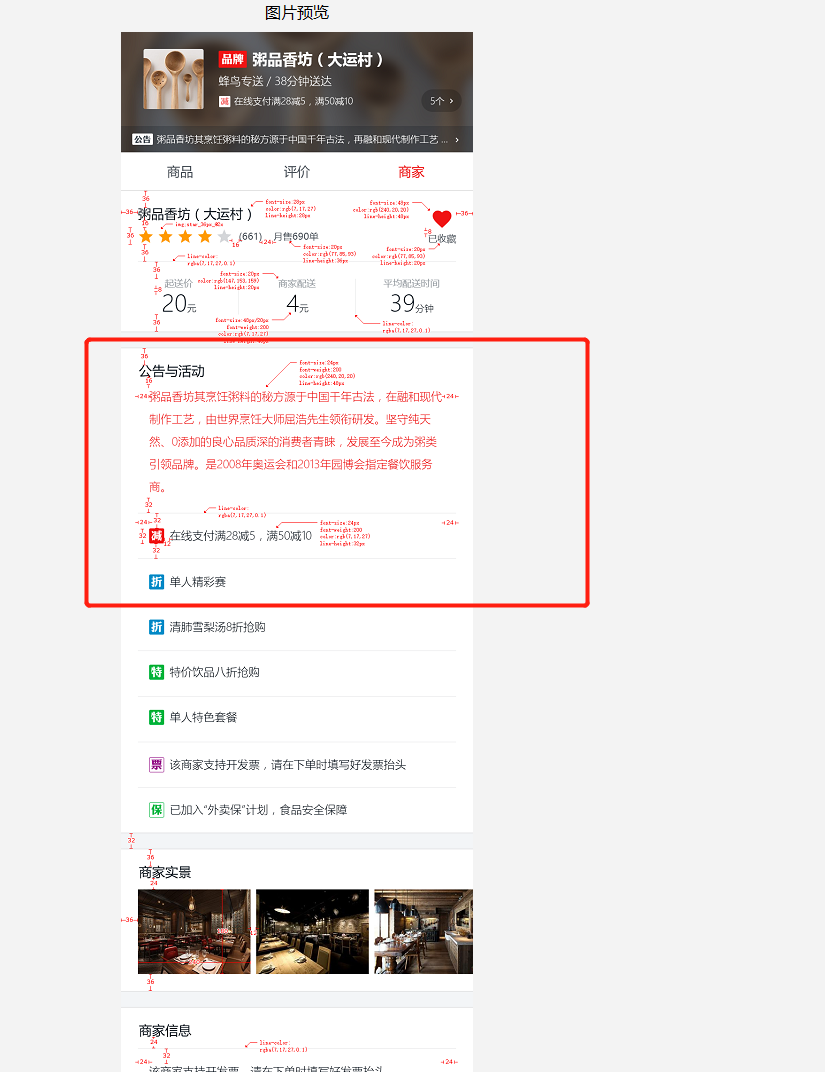 图片预览
品牌 粥品香坊（大运村）
蜂鸟专送 / 38分钟送达
减 在线支付满28减5，满50减10
5个 >
公告 粥品香坊其烹饪粥料的秘方源于中国千年古法，再融和现代制作工艺 ... >
商品 评价 商家
36
font-size:28px
color:rgb(7,17,27)
line-height:28px
color:rgb(240,20,20)
36
36
粥品香坊（大运村）
16
img:star_36px_@2x
36
(661)
月售690单
16
24
8
已收藏
36
font-size:20px
color:rgb(77,85,93)
font-size:20px
color:rgb(77,85,93)
line-height:20px
line-color:
rgba(7,17,27,0.1)
36
font-size:20px
color:rgb(147,153,159)
line-height:20px
起送价 商家配送 平均配送时间
8
20元 4元 39分钟
36
font-weight:200
color:rgb(7,17,27)
line-color:
rgba(7,17,27,0.1)
36
公告与活动
16
font-size:24px
font-weight:200
color:rgb(240,20,20)
line-height:48px
24
24
粥品香坊其烹饪粥料的秘方源于中国千年古法，在融和现代
制作工艺，由世界烹饪大师屈浩先生领衔研发。坚守纯天
然、0添加的良心品质深的消费者青睐，发展至今成为粥类
引领品牌。是2008年奥运会和2013年园博会指定餐饮服务
商。
32
line-color:
rgba(7,17,27,0.1)
24
32
24
font-size:24px
font-weight:200
color:rgb(7,17,27)
line-height:32px
32
减 在线支付满28减5，满50减10
12
32
折 单人精彩赛
折 清肺雪梨汤8折抢购
特 特价饮品八折抢购
特 单人特色套餐
票 该商家支持开发票，请在下单时填写好发票抬头
保 已加入“外卖保”计划，食品安全保障
32
36
商家实景
24
36
36
商家信息
24
line-color:
rgba(7,17,27,0.1)
32
24
24
该商家支持开发票，请在下单时填写好发票抬头